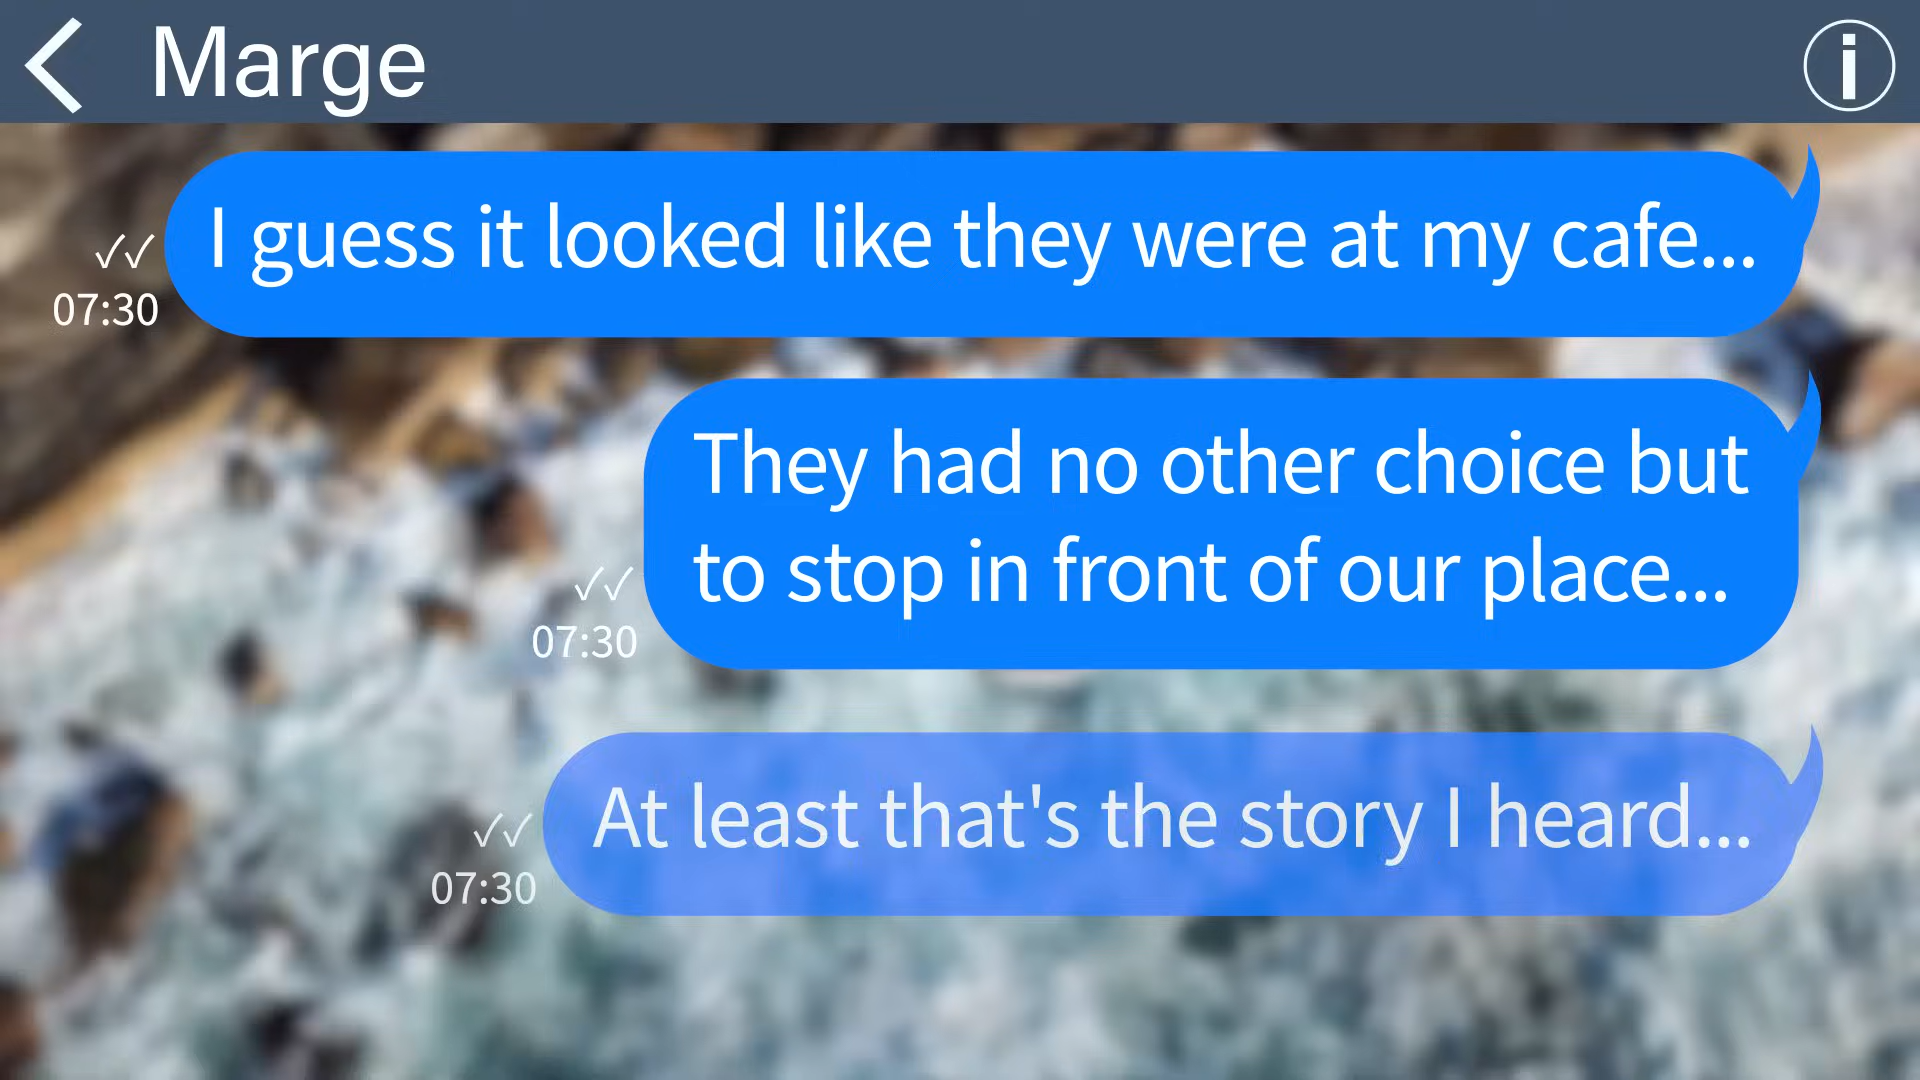 Marge
I guess it looked like they were at my cafe...
✓✓
07:30
They had no other choice but
to stop in front of our place...
✓✓
07:30
At least that's the story I heard...
✓✓
07:30